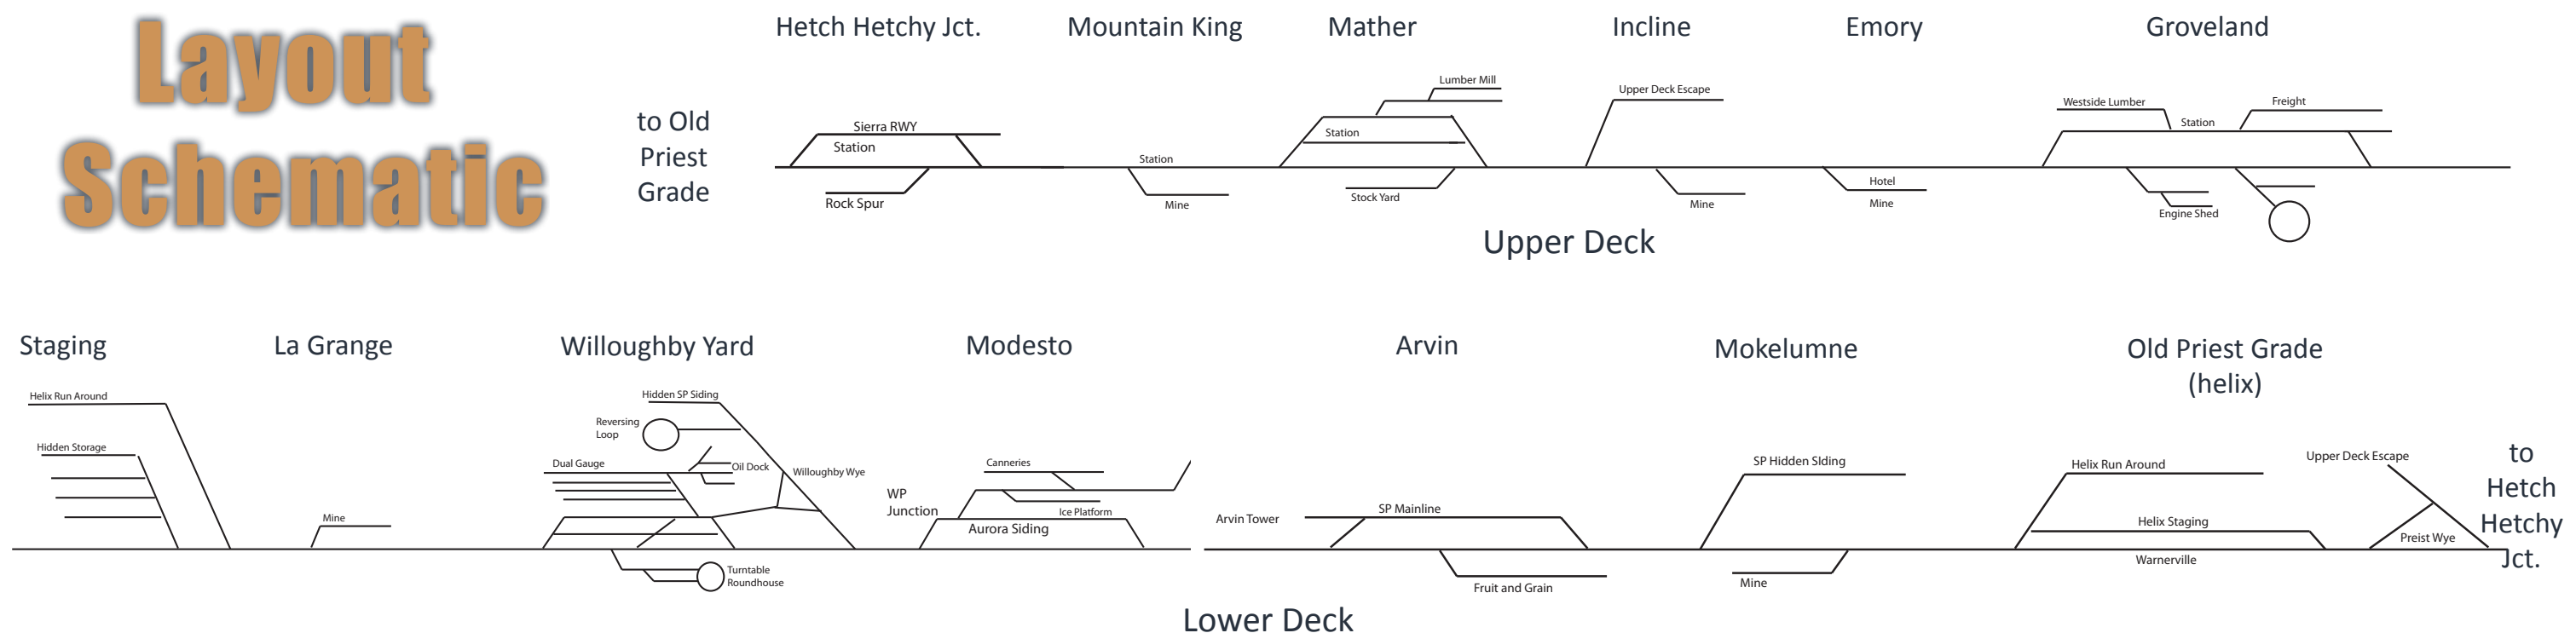 Layout
Schematic
Hetch Hetchy Jct.
Mountain King
Mather
Incline
Emory
Groveland
to Old
Priest
Grade
Sierra RWY
Station
Rock Spur
Station
Mine
Lumber Mill
Station
Stock Yard
Upper Deck Escape
Mine
Hotel
Mine
Westside Lumber
Freight
Station
Engine Shed
Upper Deck
Staging
La Grange
Willoughby Yard
Modesto
Arvin
Mokelumne
Old Priest Grade
(helix)
Helix Run Around
Hidden Storage
Mine
Hidden SP Siding
Reversing
Loop
Dual Gauge
Oil Dock
Willoughby Wye
Turntable
Roundhouse
WP
Junction
Canneries
Ice Platform
Aurora Siding
Arvin Tower
SP Mainline
Fruit and Grain
SP Hidden SIding
Mine
Helix Run Around
Helix Staging
Warnerville
Upper Deck Escape
Preist Wye
to
Hetch
Hetchy
Jct.
Lower Deck